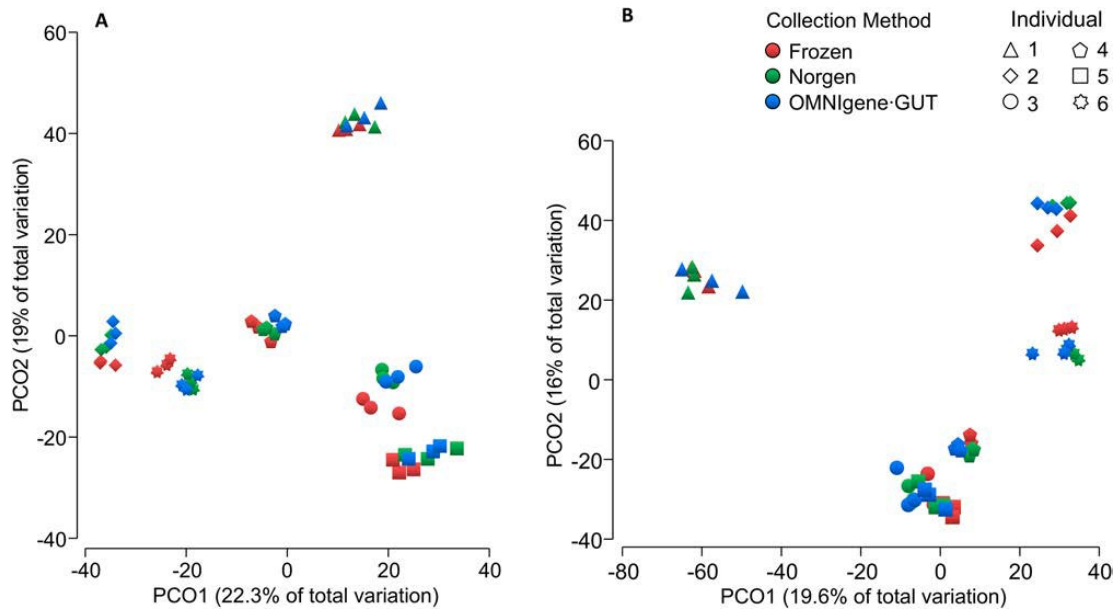 A
60
40
20
0
-20
-40
-40 -20 0 20 40
PCO2 (19% of total variation)
PCO1 (22.3% of total variation)
B
Collection Method
Frozen
Norgen
OMNIgene·GUT
Individual
1 4
2 5
3 6
60
40
20
0
-20
-40
-80 -60 -40 -20 0 20 40
PCO2 (16% of total variation)
PCO1 (19.6% of total variation)